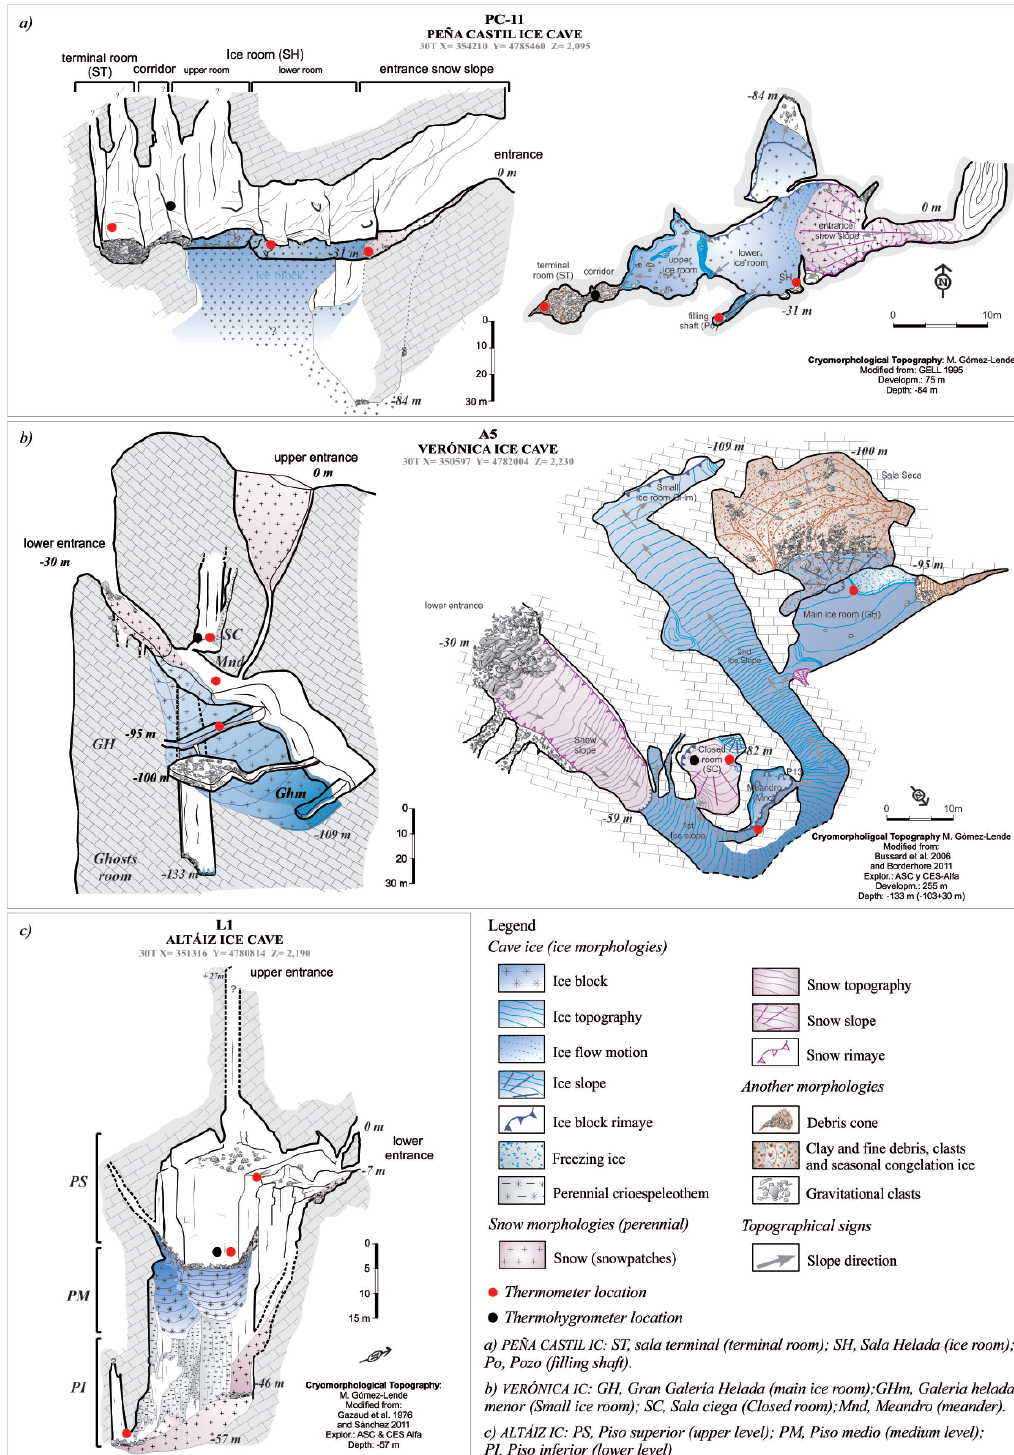 a)
PC-11
PEÑA CASTIL ICE CAVE
30T X= 354210 Y= 4785460 Z= 2,095
terminal room
(ST)
corridor
Ice room (SH)
upper room
lower room
entrance snow slope
?
?
?
entrance
0 m
-31 m
Ice block
?
-84 m
0
10
20
30 m
-84 m
0 m
entrance
snow slope
lower
ice room
upper
ice room
SH
-31 m
terminal
room (ST)
corridor
filling
shaft (Po)
N
0
10m
Cryomorphological Topography: M. Gómez-Lende
Modified from: GELL 1995
Developm.: 75 m
Depth: -84 m
b)
A5
VERÓNICA ICE CAVE
30T X= 350597 Y= 4782004 Z= 2,230
upper entrance
0 m
lower entrance
-30 m
SC
Mnd
-95 m
GH
-100 m
Ghm
-109 m
Ghosts
room
-133 m
0
10
20
30 m
-109 m
-100 m
Small
ice room (GHm)
Sala Seca
-95 m
Main ice room (GH)
lower entrance
-30 m
2nd
Ice Slope
Snow
slope
Closed
room
(SC)
-82 m
Meandro
(Mnd)
P15
-59 m
1st
Ice slope
N
0
10m
Cryomorpholigcal Topography M. Gómez-Lende
Modified from:
Bussard et al. 2006
and Borderhore 2011
Explor.: ASC y CES-Alfa
Developm.: 255 m
Depth: -133 m (-103+30 m)
c)
L1
ALTÁIZ ICE CAVE
30T X= 351316 Y= 4780814 Z= 2,190
+27m
upper entrance
?
0 m
lower
entrance
-7 m
PS
PM
PI
0
5
10
15 m
?
-46 m
-57 m
N
Cryomorphological Topography:
M. Gómez-Lende
Modified from:
Gazaud et al. 1976
and Sánchez 2011
Explor.: ASC & CES Alfa
Depth: -57 m
Legend
Cave ice (ice morphologies)
Ice block
Ice topography
Ice flow motion
Ice slope
Ice block rimaye
Freezing ice
Perennial crioespeleothem
Snow morphologies (perennial)
Snow (snowpatches)
Snow topography
Snow slope
Snow rimaye
Another morphologies
Debris cone
Clay and fine debris, clasts
and seasonal congelation ice
Gravitational clasts
Topographical signs
Slope direction
Thermometer location
Thermohygrometer location
a) PEÑA CASTIL IC: ST, sala terminal (terminal room); SH, Sala Helada (ice room);
Po, Pozo (filling shaft).
b) VERÓNICA IC: GH, Gran Galería Helada (main ice room);GHm, Galería helada
menor (Small ice room); SC, Sala ciega (Closed room);Mnd, Meandro (meander).
c) ALTÁIZ IC: PS, Piso superior (upper level); PM, Piso medio (medium level);
PI, Piso inferior (lower level)